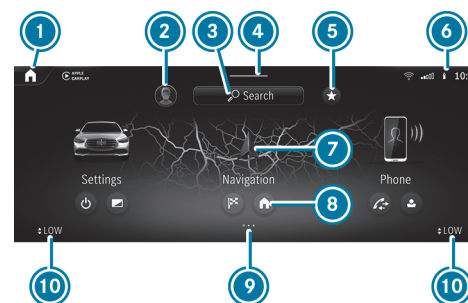 1 2 3 4 5 6
APPLE
CARPLAY
10:
Search
7
Settings Navigation Phone
8
LOW LOW
10 9 10